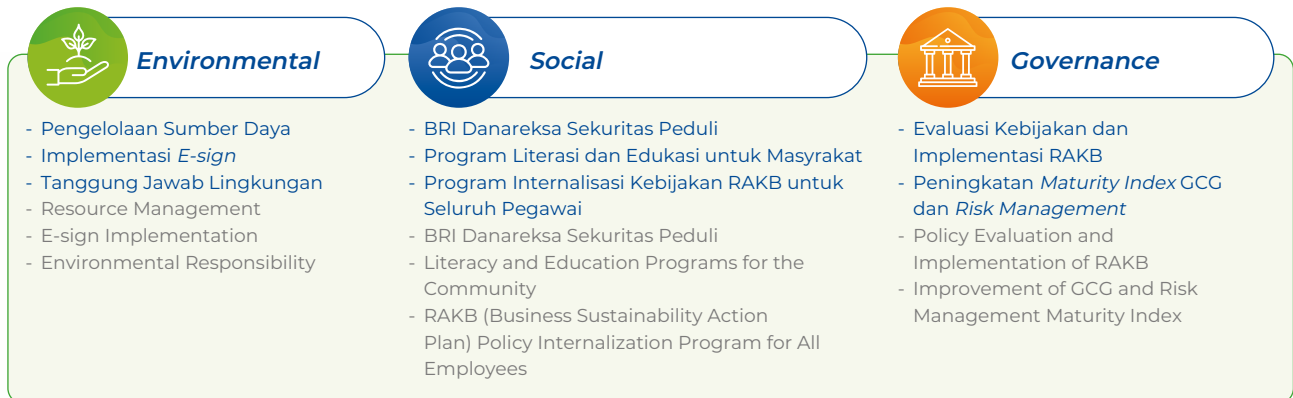 Environmental
- Pengelolaan Sumber Daya
- Implementasi E-sign
- Tanggung Jawab Lingkungan
- Resource Management
- E-sign Implementation
- Environmental Responsibility
Social
- BRI Danareksa Sekuritas Peduli
- Program Literasi dan Edukasi untuk Masyrakat
- Program Internalisasi Kebijakan RAKB untuk
Seluruh Pegawai
- BRI Danareksa Sekuritas Peduli
- Literacy and Education Programs for the
Community
- RAKB (Business Sustainability Action
Plan) Policy Internalization Program for All
Employees
Governance
- Evaluasi Kebijakan dan
Implementasi RAKB
- Peningkatan Maturity Index GCG
dan Risk Management
- Policy Evaluation and
Implementation of RAKB
- Improvement of GCG and Risk
Management Maturity Index